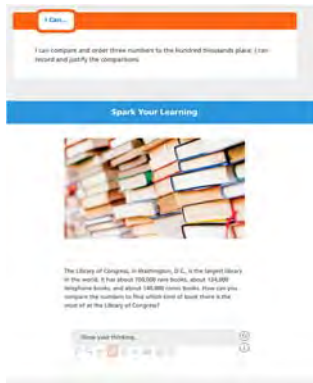 I Can...
I can compare and order three numbers to the hundred thousands place. I can
record and justify the comparisons.
Spark Your Learning
The Library of Congress, in Washington, D.C., is the largest library
in the world. It has about 700,000 rare books, about 124,000
telephone books, and about 140,000 comic books. How can you
compare the numbers to find which kind of book there is the
most of at the Library of Congress?
Show your thinking...